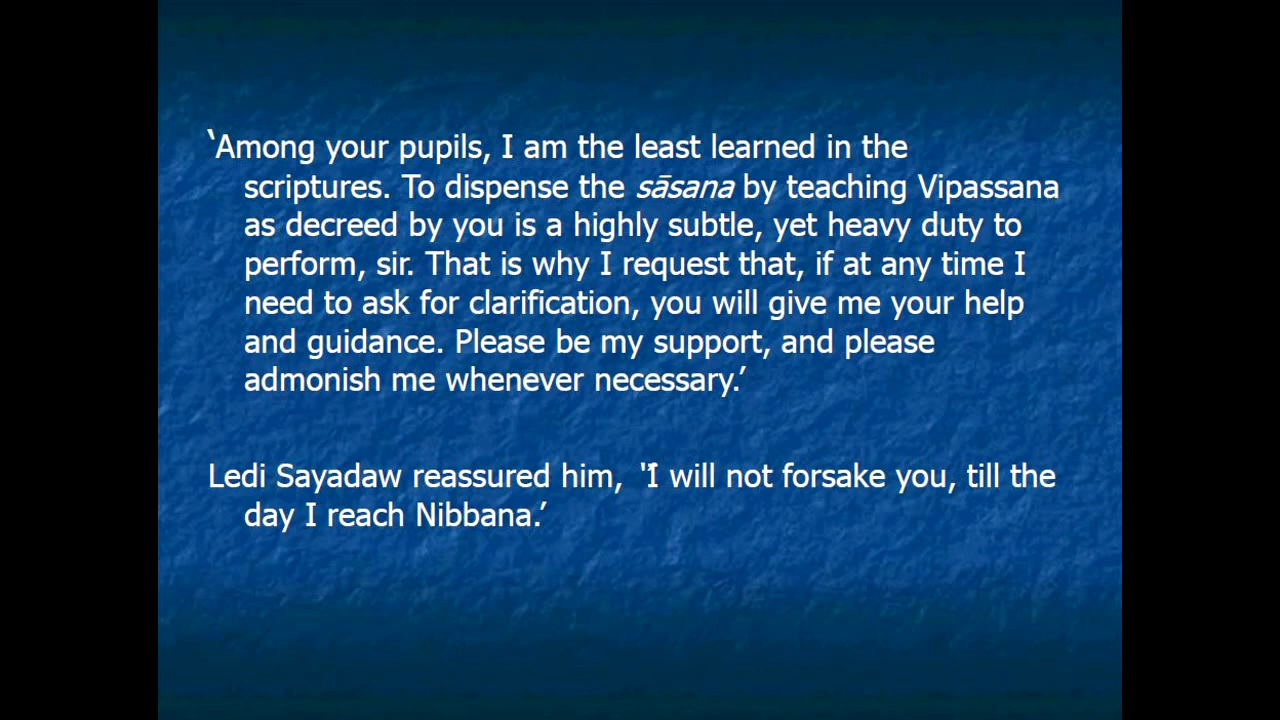 ‘Among your pupils, I am the least learned in the
scriptures. To dispense the sāsana by teaching Vipassana
as decreed by you is a highly subtle, yet heavy duty to
perform, sir. That is why I request that, if at any time I
need to ask for clarification, you will give me your help
and guidance. Please be my support, and please
admonish me whenever necessary.’
Ledi Sayadaw reassured him, ‘‘I will not forsake you, till the
day I reach Nibbana.’